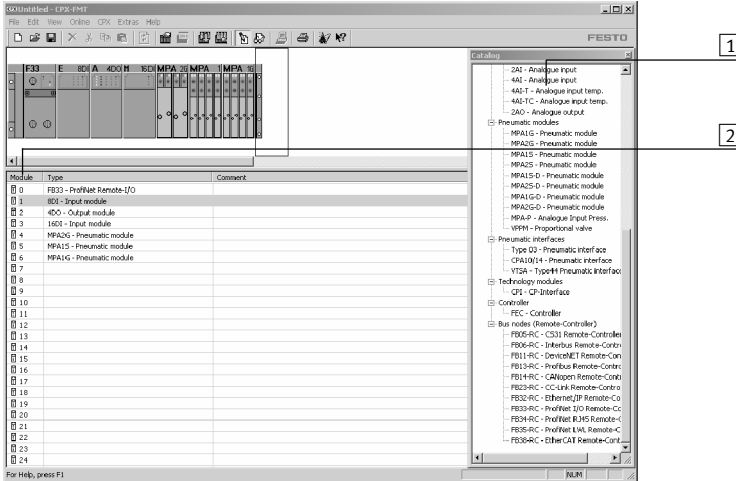 Untitled - CPX-FMT
File Edit View Online CPX Extras Help
FESTO
F33 E 8DI A 4DO M 16DI MPA 2G MPA 1 MPA 1G
Catalog
2AI - Analogue input
4AI - Analogue input
4AI-T - Analogue input temp.
4AI-TC - Analogue input temp.
2AO - Analogue output
Pneumatic modules
MPA1G - Pneumatic module
MPA2G - Pneumatic module
MPA1S - Pneumatic module
MPA2S - Pneumatic module
MPA1S-D - Pneumatic module
MPA2S-D - Pneumatic module
MPA1G-D - Pneumatic module
MPA2G-D - Pneumatic module
MPA-P - Analogue Input Press.
VPPM - Proportional valve
Pneumatic interfaces
Type 03 - Pneumatic interface
CPA10/14 - Pneumatic interface
VTSA - Type44 Pneumatic interface
Technology modules
CPI - CP-Interface
Controller
FEC - Controller
Bus nodes (Remote-Controller)
FB05-RC - CS31 Remote-Controller
FB06-RC - Interbus Remote-Contr
FB11-RC - DeviceNET Remote-Con
FB13-RC - Profibus Remote-Contro
FB14-RC - CANopen Remote-Contr
FB23-RC - CC-Link Remote-Contro
FB32-RC - Ethernet/IP Remote-Co
FB33-RC - ProfiNet I/O Remote-Co
FB34-RC - ProfiNet RJ45 Remote-C
FB35-RC - ProfiNet LWL Remote-C
FB38-RC - EtherCAT Remote-Cont
1
2
Module Type Comment
0 FB33 - ProfiNet Remote-I/O
1 8DI - Input module
2 4DO - Output module
3 16DI - Input module
4 MPA2G - Pneumatic module
5 MPA1S - Pneumatic module
6 MPA1G - Pneumatic module
7
8
9
10
11
12
13
14
15
16
17
18
19
20
21
22
23
24
For Help, press F1
NUM